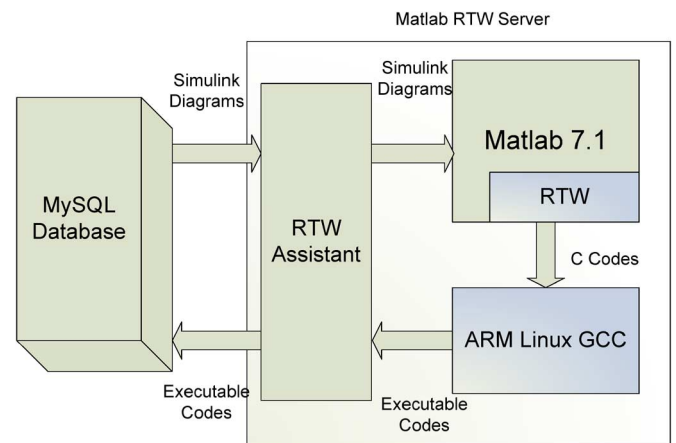 Matlab RTW Server
Simulink
Diagrams
Simulink
Diagrams
MySQL
Database
RTW
Assistant
Matlab 7.1
RTW
C Codes
ARM Linux GCC
Executable
Codes
Executable
Codes